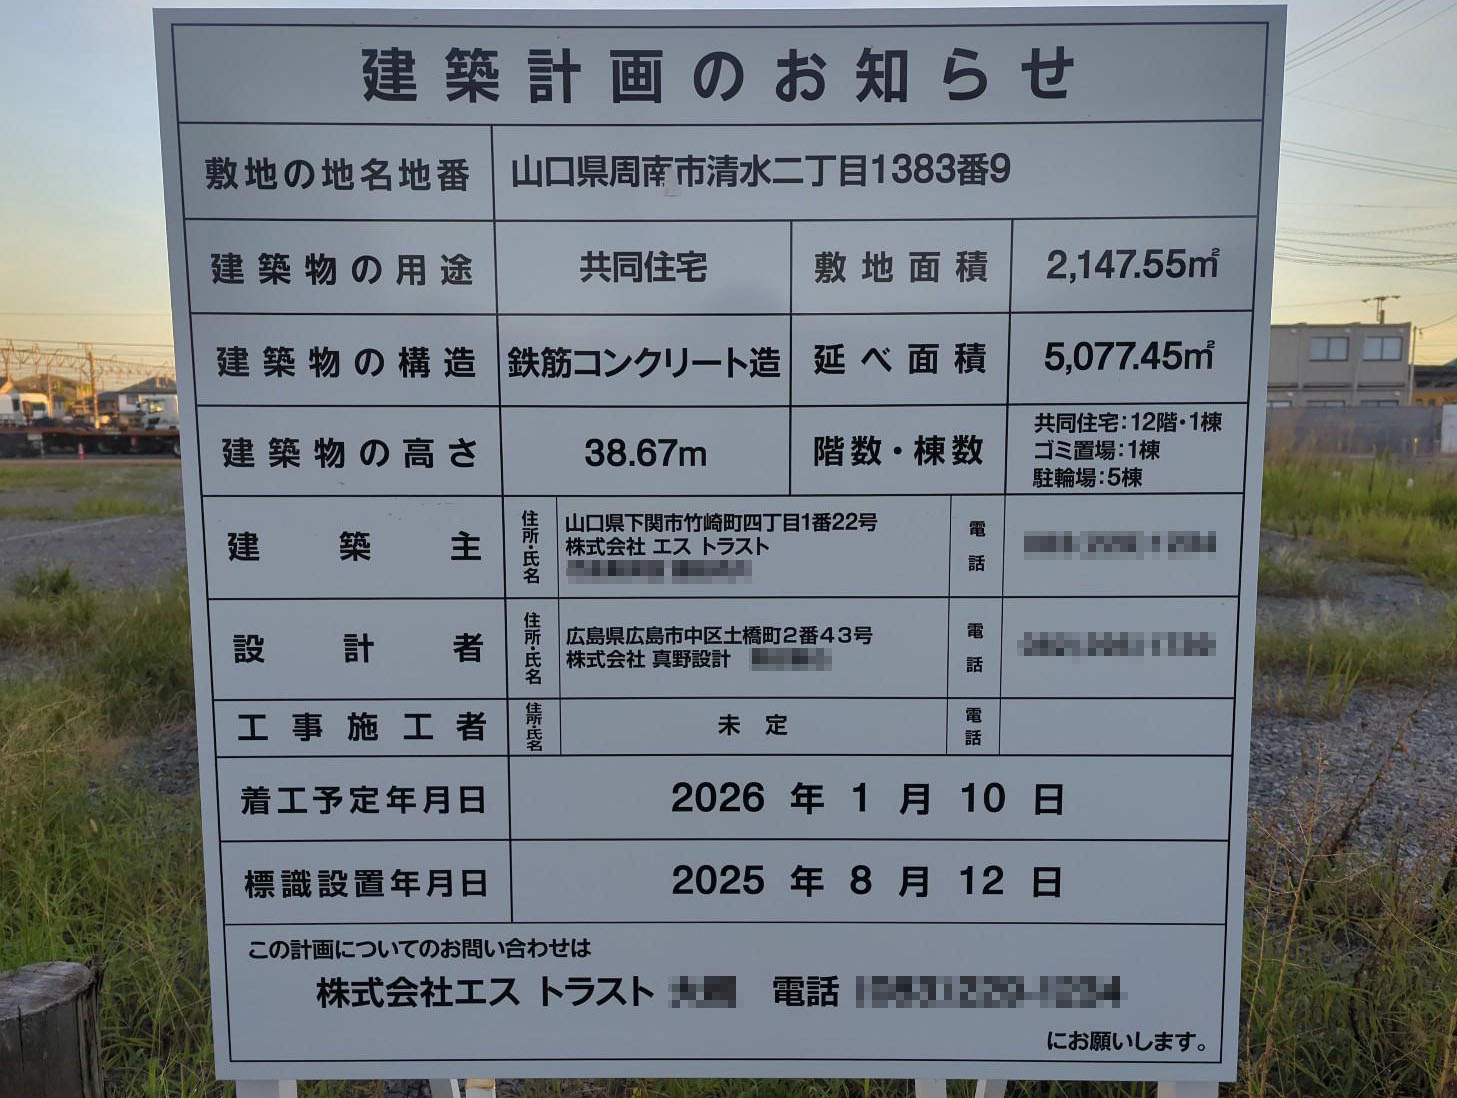 建築計画のお知らせ
敷地の地名地番 山口県周南市清水二丁目1383番9
建築物の用途 共同住宅 敷地面積 2,147.55㎡
建築物の構造 鉄筋コンクリート造 延べ面積 5,077.45㎡
建築物の高さ 38.67m 階数・棟数 共同住宅:12階・1棟
ゴミ置場:1棟
駐輪場:5棟
建築主 住所・氏名 山口県下関市竹崎町四丁目1番22号 電話
株式会社 エス トラスト
設計者 住所・氏名 広島県広島市中区土橋町2番43号 電話
株式会社 真野設計
工事施工者 住所・氏名 未定 電話
着工予定年月日 2026年1月10日
標識設置年月日 2025年8月12日
この計画についてのお問い合わせは
株式会社エス トラスト 電話
にお願いします。